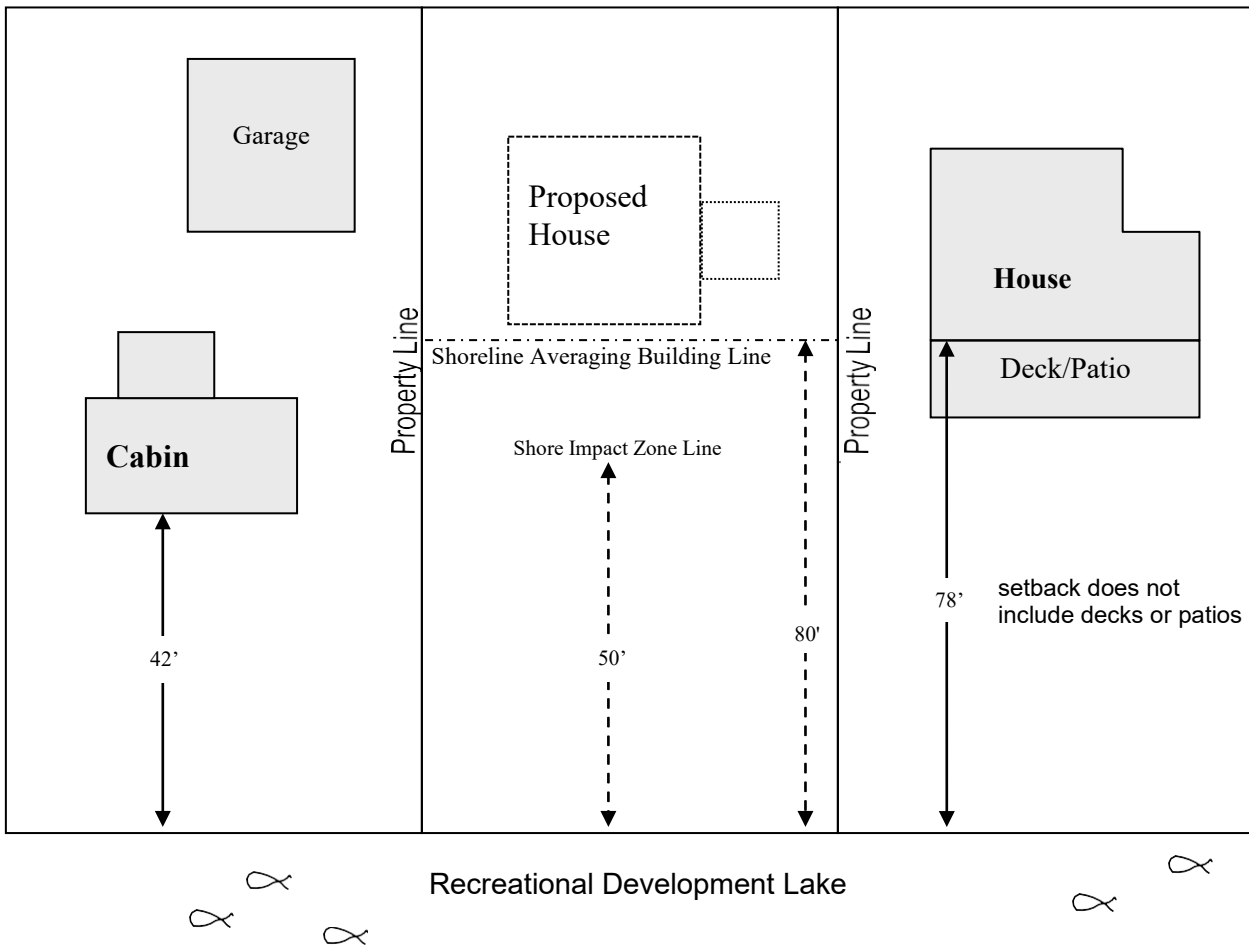 Garage
Proposed
House
House
Property Line
Property Line
Shoreline Averaging Building Line
Deck/Patio
Cabin
Shore Impact Zone Line
setback does not
include decks or patios
78’
80'
42’
50’
Recreational Development Lake